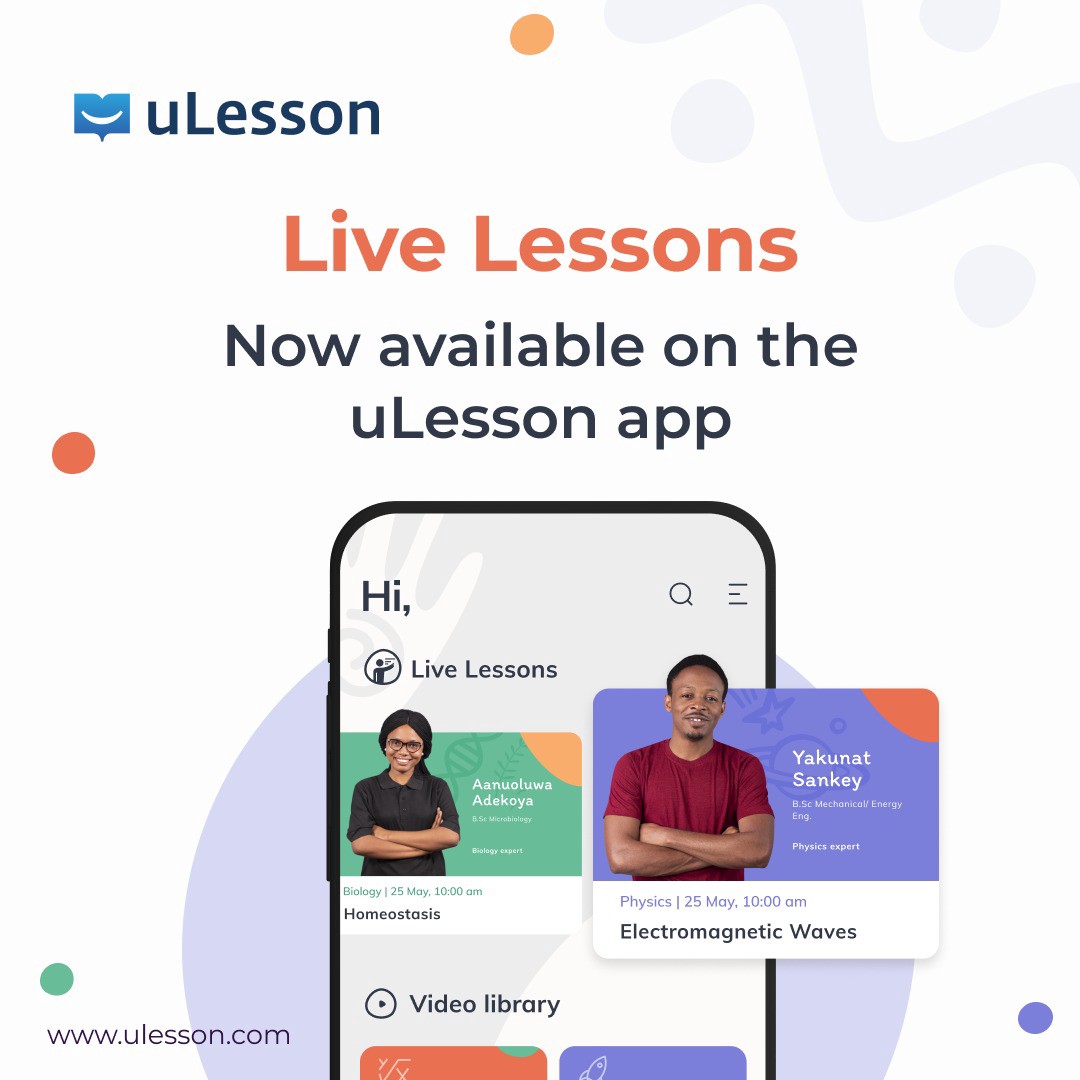 uLesson
Live Lessons
Now available on the
uLesson app
Hi,
Live Lessons
Aanuoluwa
Adekoya
B.Sc Microbiology
Biology expert
Biology | 25 May, 10:00 am
Homeostasis
Yakunat
Sankey
B.Sc Mechanical/ Energy
Eng.
Physics expert
Physics | 25 May, 10:00 am
Electromagnetic Waves
Video library
www.ulesson.com